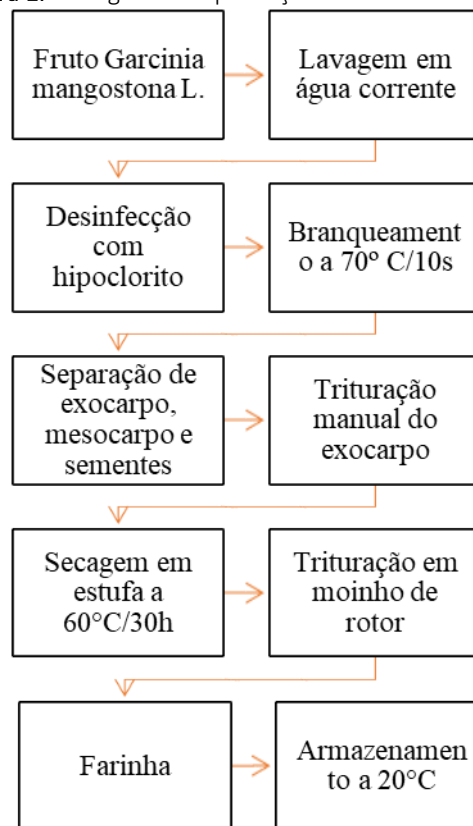 Fruto Garcinia
mangostona L.
Lavagem em
água corrente
Desinfecção
com
hipoclorito
Branqueament
o a 70º C/10s
Separação de
exocarpo,
mesocarpo e
sementes
Trituração
manual do
exocarpo
Secagem em
estufa a
60°C/30h
Trituração em
moinho de
rotor
Farinha
Armazenamen
to a 20°C